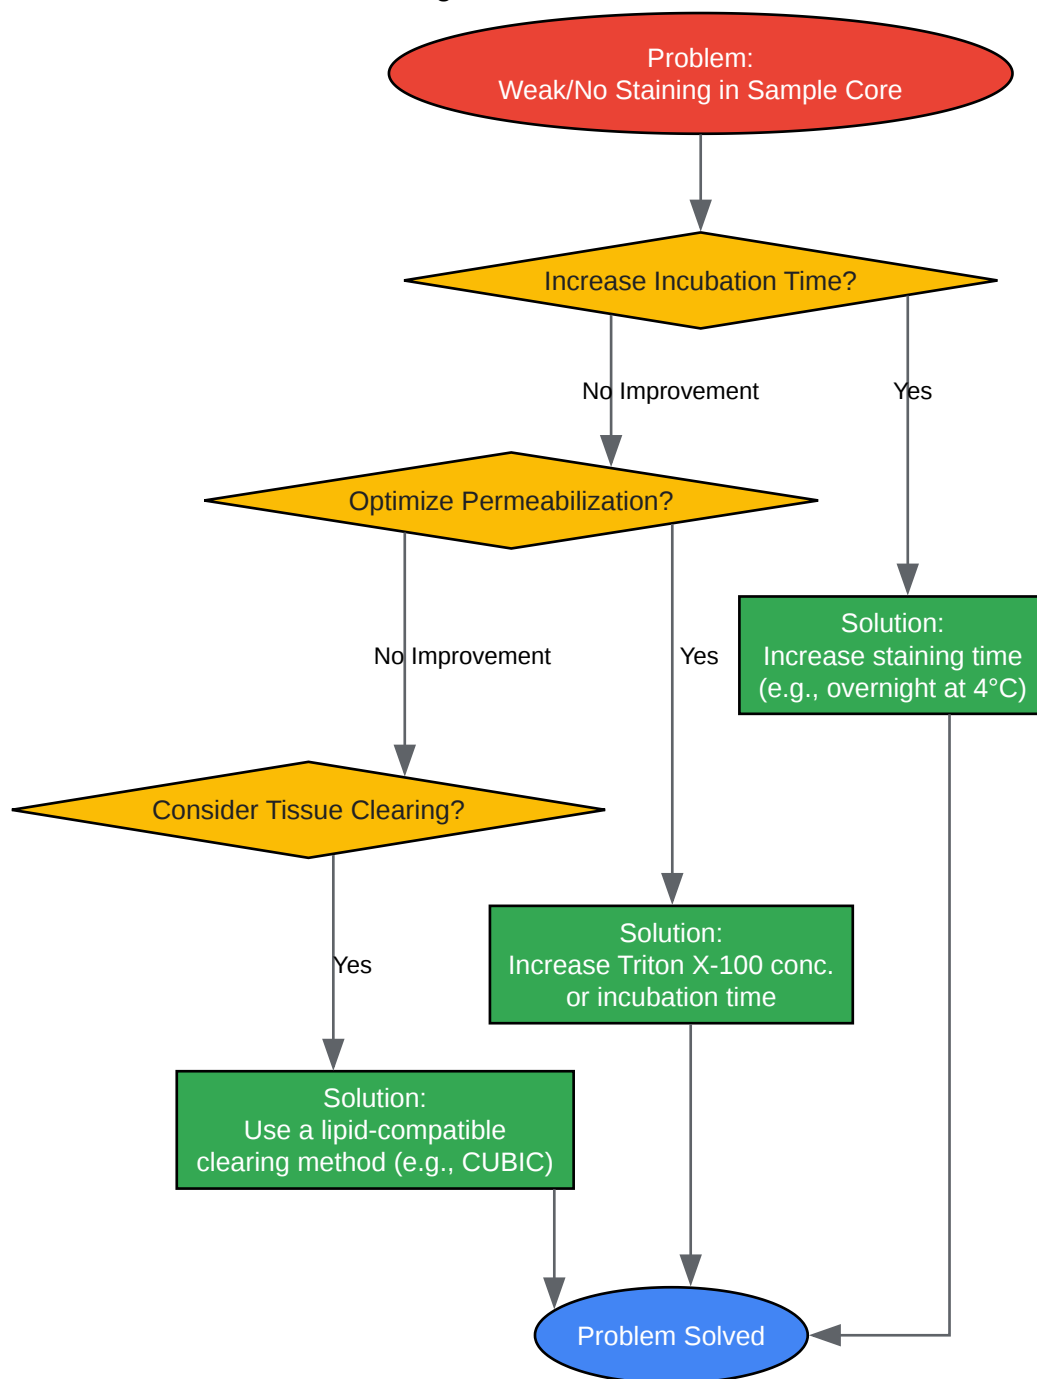 Problem:
Weak/No Staining in Sample Core
Increase Incubation Time?
No Improvement
Yes
Optimize Permeabilization?
Solution:
Increase staining time
(e.g., overnight at 4°C)
No Improvement
Yes
Consider Tissue Clearing?
Solution:
Increase Triton X-100 conc.
or incubation time
Yes
Solution:
Use a lipid-compatible
clearing method (e.g., CUBIC)
Problem Solved